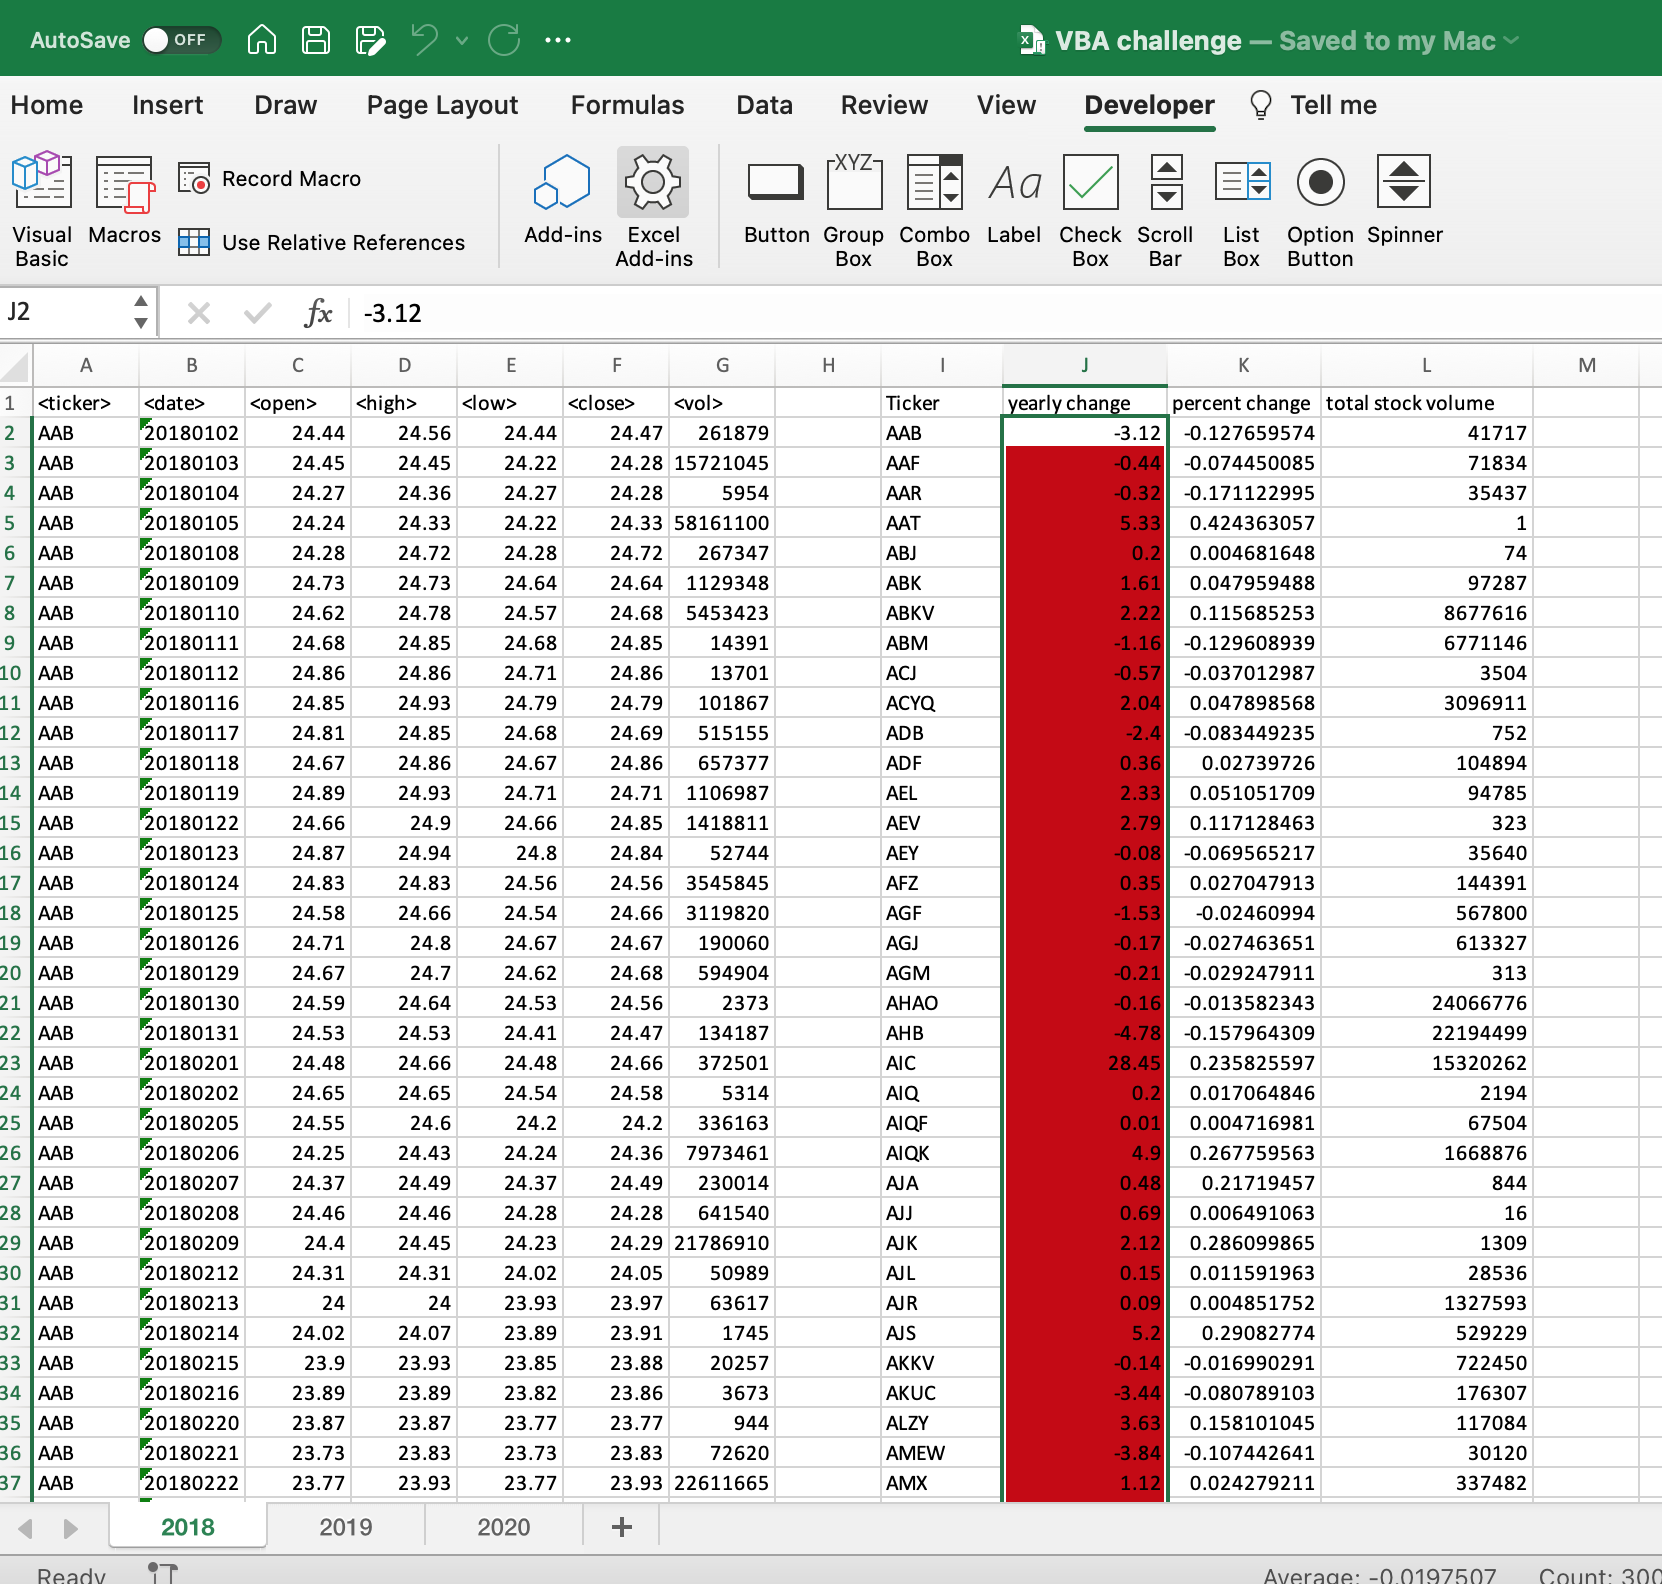 AutoSave OFF VBA challenge — Saved to my Mac
Home Insert Draw Page Layout Formulas Data Review View Developer Tell me
Visual Basic Macros Record Macro Use Relative References Add-ins Excel Add-ins Button Group Box Combo Box Label Check Box Scroll Bar List Box Option Button Spinner
XYZ Aa
J2 fx -3.12
A B C D E F G H I J K L M
1 <ticker> <date> <open> <high> <low> <close> <vol> Ticker yearly change percent change total stock volume
2 AAB 20180102 24.44 24.56 24.44 24.47 261879 AAB -3.12 -0.127659574 41717
3 AAB 20180103 24.45 24.45 24.22 24.28 15721045 AAF -0.44 -0.074450085 71834
4 AAB 20180104 24.27 24.36 24.27 24.28 5954 AAR -0.32 -0.171122995 35437
5 AAB 20180105 24.24 24.33 24.22 24.33 58161100 AAT 5.33 0.424363057 1
6 AAB 20180108 24.28 24.72 24.28 24.72 267347 ABJ 0.2 0.004681648 74
7 AAB 20180109 24.73 24.73 24.64 24.64 1129348 ABK 1.61 0.047959488 97287
8 AAB 20180110 24.62 24.78 24.57 24.68 5453423 ABKV 2.22 0.115685253 8677616
9 AAB 20180111 24.68 24.85 24.68 24.85 14391 ABM -1.16 -0.129608939 6771146
10 AAB 20180112 24.86 24.86 24.71 24.86 13701 ACJ -0.57 -0.037012987 3504
11 AAB 20180116 24.85 24.93 24.79 24.79 101867 ACYQ 2.04 0.047898568 3096911
12 AAB 20180117 24.81 24.85 24.68 24.69 515155 ADB -2.4 -0.083449235 752
13 AAB 20180118 24.67 24.86 24.67 24.86 657377 ADF 0.36 0.02739726 104894
14 AAB 20180119 24.89 24.93 24.71 24.71 1106987 AEL 2.33 0.051051709 94785
15 AAB 20180122 24.66 24.9 24.66 24.85 1418811 AEV 2.79 0.117128463 323
16 AAB 20180123 24.87 24.94 24.8 24.84 52744 AEY -0.08 -0.069565217 35640
17 AAB 20180124 24.83 24.83 24.56 24.56 3545845 AFZ 0.35 0.027047913 144391
18 AAB 20180125 24.58 24.66 24.54 24.66 3119820 AGF -1.53 -0.02460994 567800
19 AAB 20180126 24.71 24.8 24.67 24.67 190060 AGJ -0.17 -0.027463651 613327
20 AAB 20180129 24.67 24.7 24.62 24.68 594904 AGM -0.21 -0.029247911 313
21 AAB 20180130 24.59 24.64 24.53 24.56 2373 AHAO -0.16 -0.013582343 24066776
22 AAB 20180131 24.53 24.53 24.41 24.47 134187 AHB -4.78 -0.157964309 22194499
23 AAB 20180201 24.48 24.66 24.48 24.66 372501 AIC 28.45 0.235825597 15320262
24 AAB 20180202 24.65 24.65 24.54 24.58 5314 AIQ 0.2 0.017064846 2194
25 AAB 20180205 24.55 24.6 24.2 24.2 336163 AIQF 0.01 0.004716981 67504
26 AAB 20180206 24.25 24.43 24.24 24.36 7973461 AIQK 4.9 0.267759563 1668876
27 AAB 20180207 24.37 24.49 24.37 24.49 230014 AJA 0.48 0.21719457 844
28 AAB 20180208 24.46 24.46 24.28 24.28 641540 AJJ 0.69 0.006491063 16
29 AAB 20180209 24.4 24.45 24.23 24.29 21786910 AJK 2.12 0.286099865 1309
30 AAB 20180212 24.31 24.31 24.02 24.05 50989 AJL 0.15 0.011591963 28536
31 AAB 20180213 24 24 23.93 23.97 63617 AJR 0.09 0.004851752 1327593
32 AAB 20180214 24.02 24.07 23.89 23.91 1745 AJS 5.2 0.29082774 529229
33 AAB 20180215 23.9 23.93 23.85 23.88 20257 AKKV -0.14 -0.016990291 722450
34 AAB 20180216 23.89 23.89 23.82 23.86 3673 AKUC -3.44 -0.080789103 176307
35 AAB 20180220 23.87 23.87 23.77 23.77 944 ALZY 3.63 0.158101045 117084
36 AAB 20180221 23.73 23.83 23.73 23.83 72620 AMEW -3.84 -0.107442641 30120
37 AAB 20180222 23.77 23.93 23.77 23.93 22611665 AMX 1.12 0.024279211 337482
2018 2019 2020 +
Ready Average: -0.0197507 Count: 300